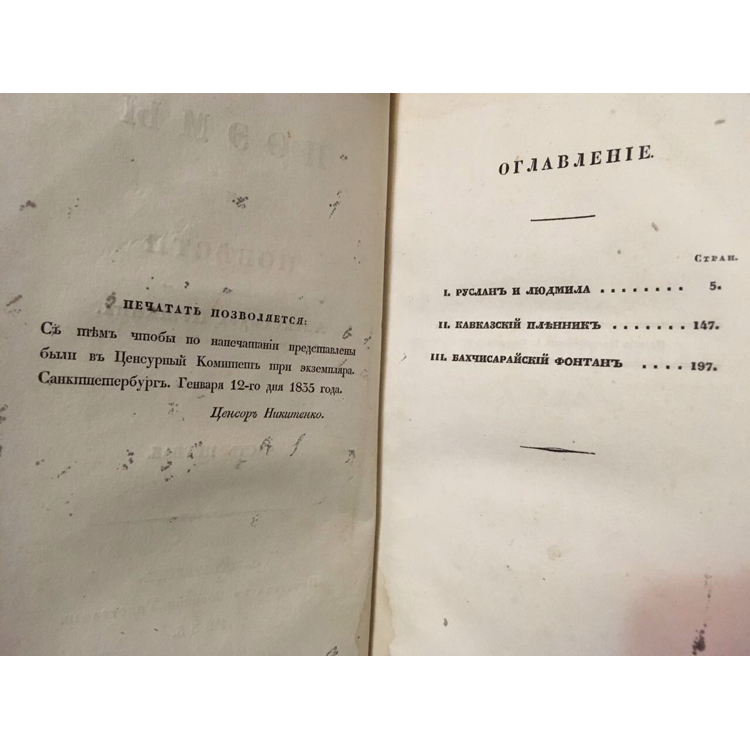 ПЕЧАТАТЬ ПОЗВОЛЯЕТСЯ:
Съ тѣмъ чтобы по напечатаніи представлены
были въ Ценсурный Комитетъ три экземпляра.
Санктпетербургъ. Генваря 12-го дня 1835 года.
Ценсоръ Никитенко.
ОГЛАВЛЕНІЕ.
Стран.
I. РУСЛАНЪ И ЛЮДМИЛА . . . . . . . . 5.
II. КАВКАЗСКІЙ ПЛѢННИКЪ . . . . . . . 147.
III. БАХЧИСАРАЙСКІЙ ФОНТАНЪ . . . . 197.